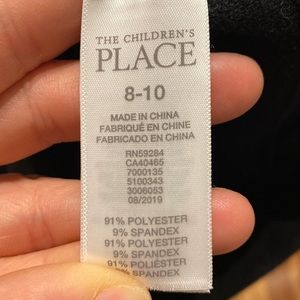 THE CHILDREN'S
PLACE
8-10
MADE IN CHINA
FABRIQUÉ EN CHINE
FABRICADO EN CHINA
RN59284
CA40465
7000135
5100343
3006053
08/2019
91% POLYESTER
9% SPANDEX
91% POLYESTER
9% SPANDEX
91% POLIÉSTER
9% SPANDEX